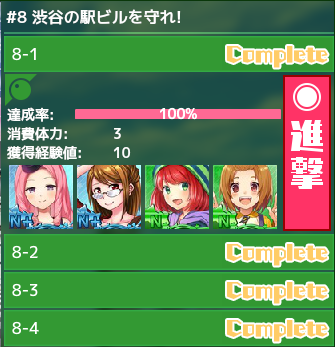 #8 渋谷の駅ビルを守れ!
8-1 Complete
達成率: 100%
消費体力: 3
獲得経験値: 10
進撃
N+ N+ N N
8-2 Complete
8-3 Complete
8-4 Complete